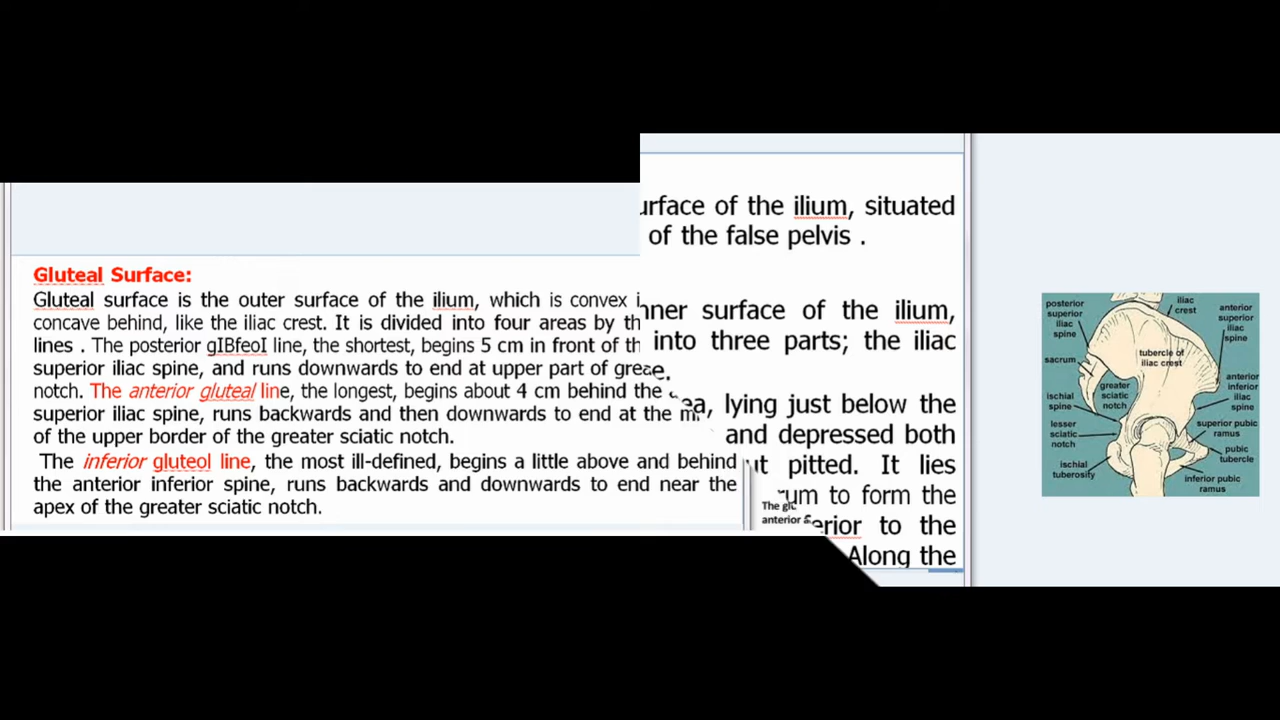 Gluteal Surface:
Gluteal surface is the outer surface of the ilium, which is convex
concave behind, like the iliac crest. It is divided into four areas by
lines . The posterior gIBfeoI line, the shortest, begins 5 cm in front of
superior iliac spine, and runs downwards to end at upper part of
notch. The anterior gluteal line, the longest, begins about 4 cm behind the
superior iliac spine, runs backwards and then downwards to end at the
of the upper border of the greater sciatic notch.
The inferior gluteol line, the most ill-defined, begins a little above and behind
the anterior inferior spine, runs backwards and downwards to end near the
apex of the greater sciatic notch.
of the ilium, situated
of the false pelvis .
surface of the ilium,
into three parts; the iliac
lying just below the
and depressed both
pitted. It lies
to form the
to the
Along the
The
anterior
posterior
superior
iliac
spine
sacrum
ischial
spine
lesser
sciatic
notch
ischial
tuberosity
iliac
crest
tubercle of
iliac crest
greater
sciatic
notch
anterior
superior
iliac
spine
anterior
inferior
iliac
spine
superior pubic
ramus
pubic
tubercle
inferior pubic
ramus